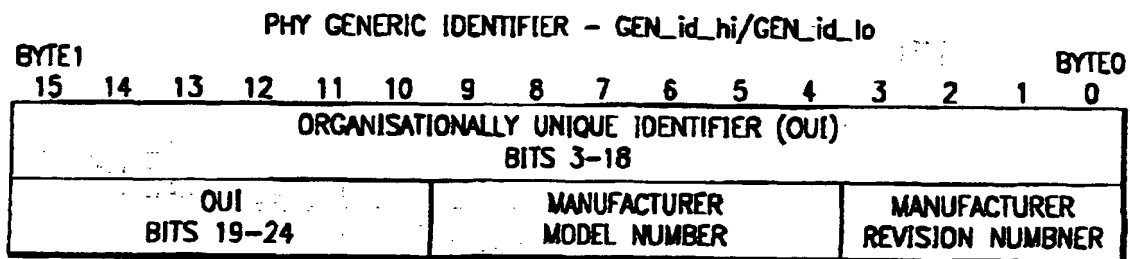 PHY GENERIC IDENTIFIER - GEN_id_hi/GEN_id_lo
BYTE1 BYTE0
15 14 13 12 11 10 9 8 7 6 5 4 3 2 1 0
ORGANISATIONALLY UNIQUE IDENTIFIER (OUI)
BITS 3-18
OUI
BITS 19-24
MANUFACTURER
MODEL NUMBER
MANUFACTURER
REVISION NUMBNER